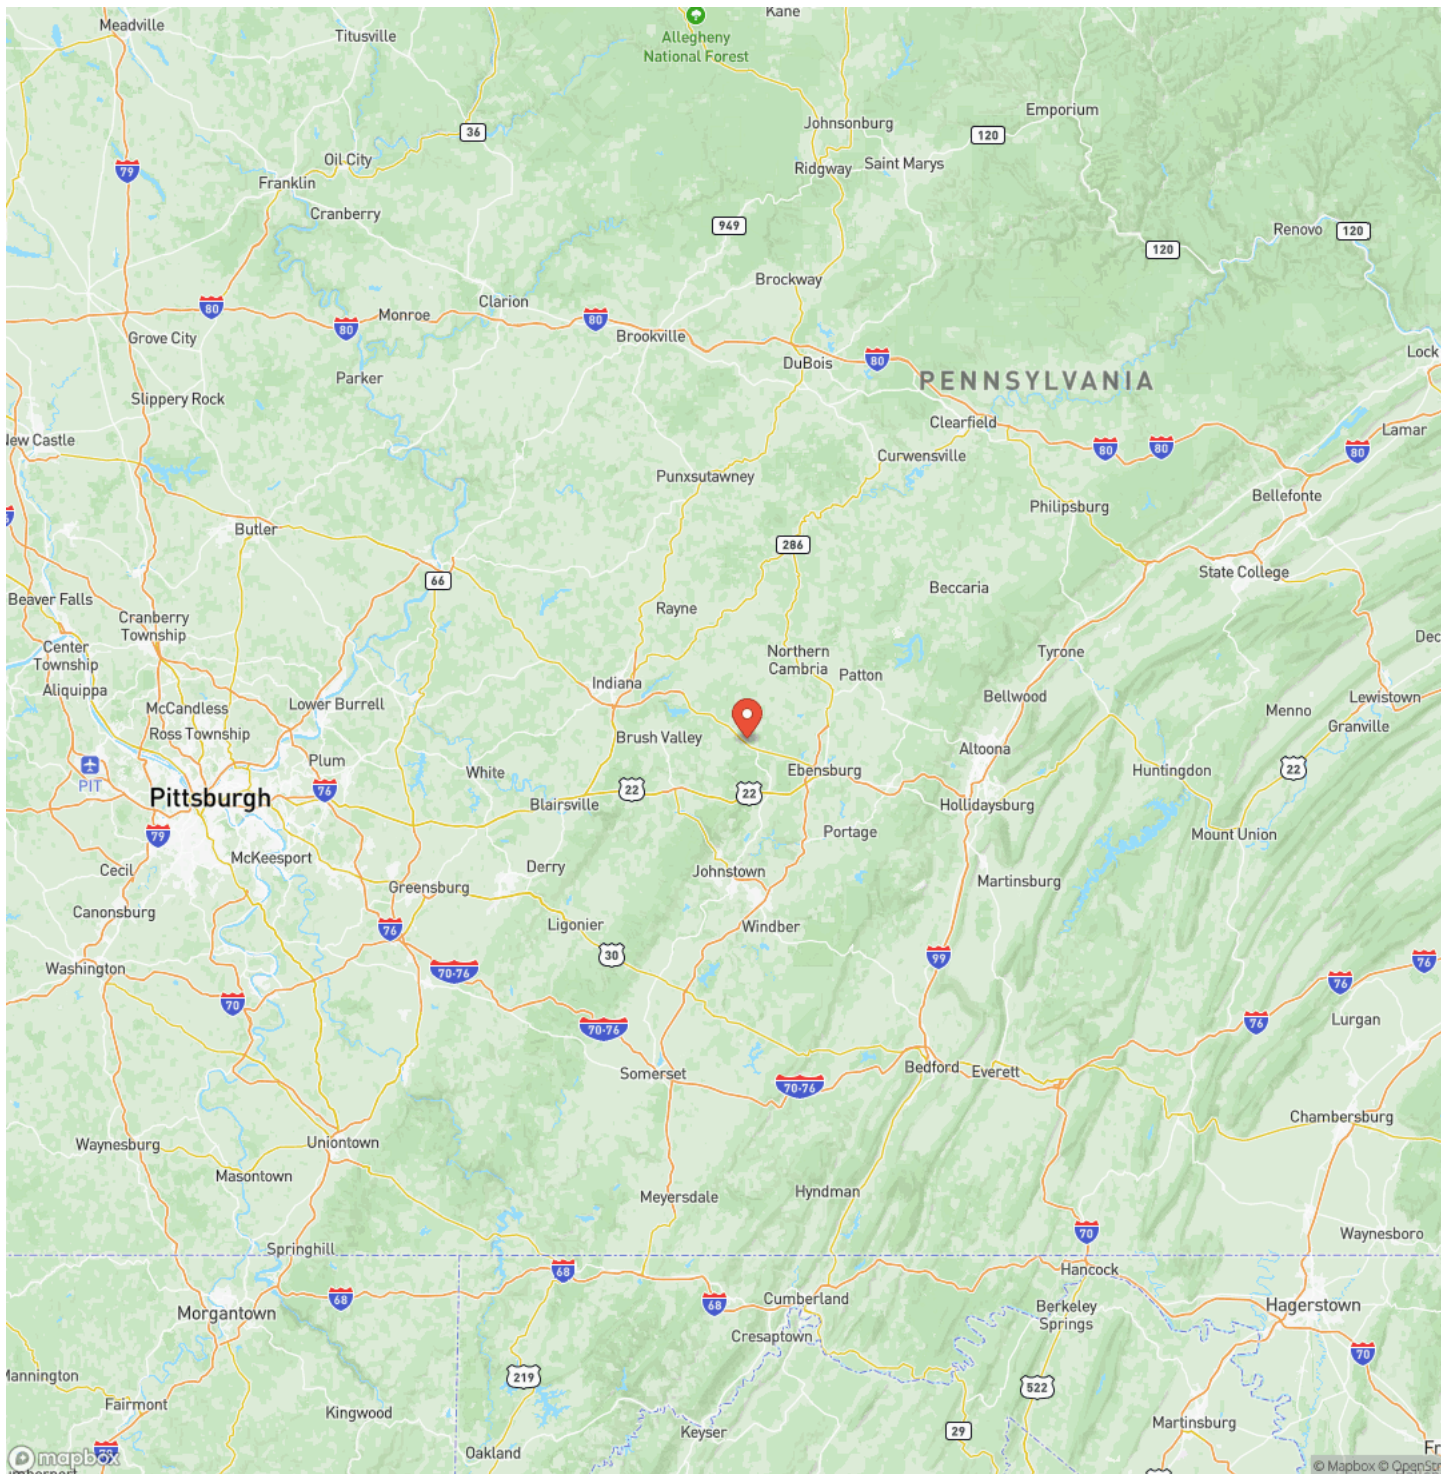 Kane
Meadville
Titusville
Allegheny
National Forest
Emporium
Johnsonburg
36
120
Oil City
Saint Marys
Ridgway
79
Franklin
Cranberry
949
Renovo
120
120
Brockway
Clarion
80
Monroe
80
80
Brookville
Grove City
Lock
80
DuBois
Parker
PENNSYLVANIA
Slippery Rock
Clearfield
Lamar
New Castle
80
80
80
Curwensville
Punxsutawney
Bellefonte
Philipsburg
Butler
286
State College
66
Beccaria
Beaver Falls
Rayne
Cranberry
Township
Dec
Center
Township
Northern
Cambria
Tyrone
Patton
Indiana
Aliquippa
Bellwood
Lewistown
Lower Burrell
McCandless
Menno
Granville
Ross Township
Brush Valley
Altoona
Plum
PIT
White
Ebensburg
Huntingdon
22
Pittsburgh
76
22
22
Blairsville
Hollidaysburg
79
Portage
Mount Union
McKeesport
Cecil
Derry
Johnstown
Martinsburg
Greensburg
Canonsburg
76
Ligonier
Windber
30
99
76
Washington
70-76
76
70
70-76
76
Lurgan
Somerset
Bedford
Everett
70-76
Chambersburg
Waynesburg
Uniontown
Masontown
Meyersdale
Hyndman
70
Waynesboro
Springhill
68
Hancock
68
68
Cumberland
Hagerstown
Morgantown
Berkeley
Springs
Cresaptown
70
Mannington
219
522
Fairmont
Kingwood
Keyser
29
Martinsburg
Oakland
79
Fr
mapbox
© Mapbox © OpenStr